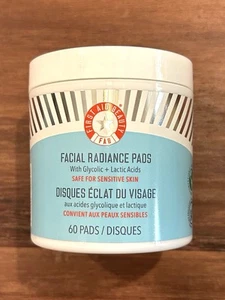 FIRST AID BEAUTY
FAB
FACIAL RADIANCE PADS
With Glycolic + Lactic Acids
SAFE FOR SENSITIVE SKIN
DISQUES ÉCLAT DU VISAGE
aux acides glycolique et lactique
CONVIENT AUX PEAUX SENSIBLES
60 PADS / DISQUES